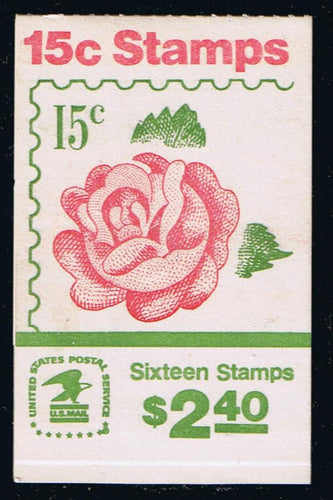 15c Stamps
15c
UNITED STATES POSTAL SERVICE
U.S.MAIL
Sixteen Stamps
$2.40